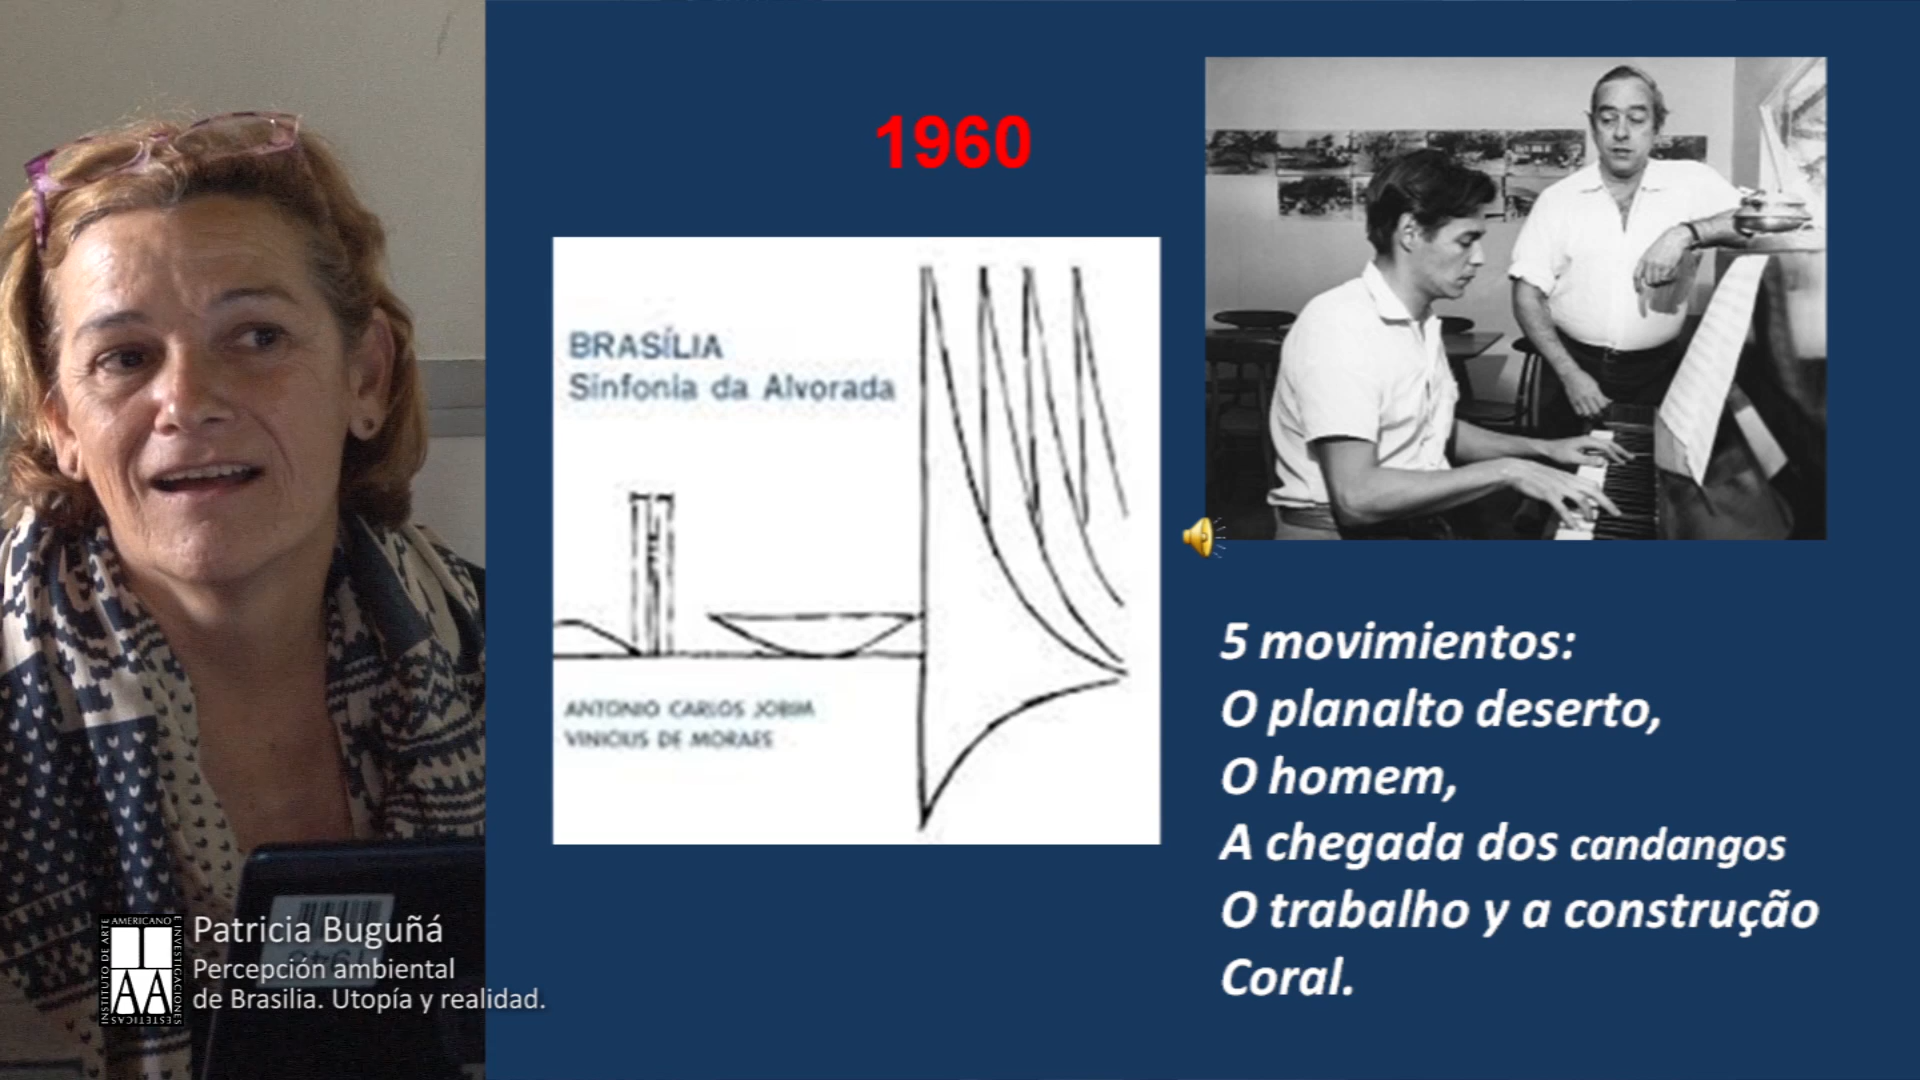 1960
BRASÍLIA
Sinfonia da Alvorada
ANTONIO CARLOS JOBIM
VINICIUS DE MORAES
5 movimientos:
O planalto deserto,
O homem,
A chegada dos candangos
O trabalho y a construção
Coral.
INSTITUTO DE ARTE
AMERICANO
E INVESTIGACIONES
ESTETICAS
IAA
Patricia Buguñá
Percepción ambiental
de Brasilia. Utopía y realidad.